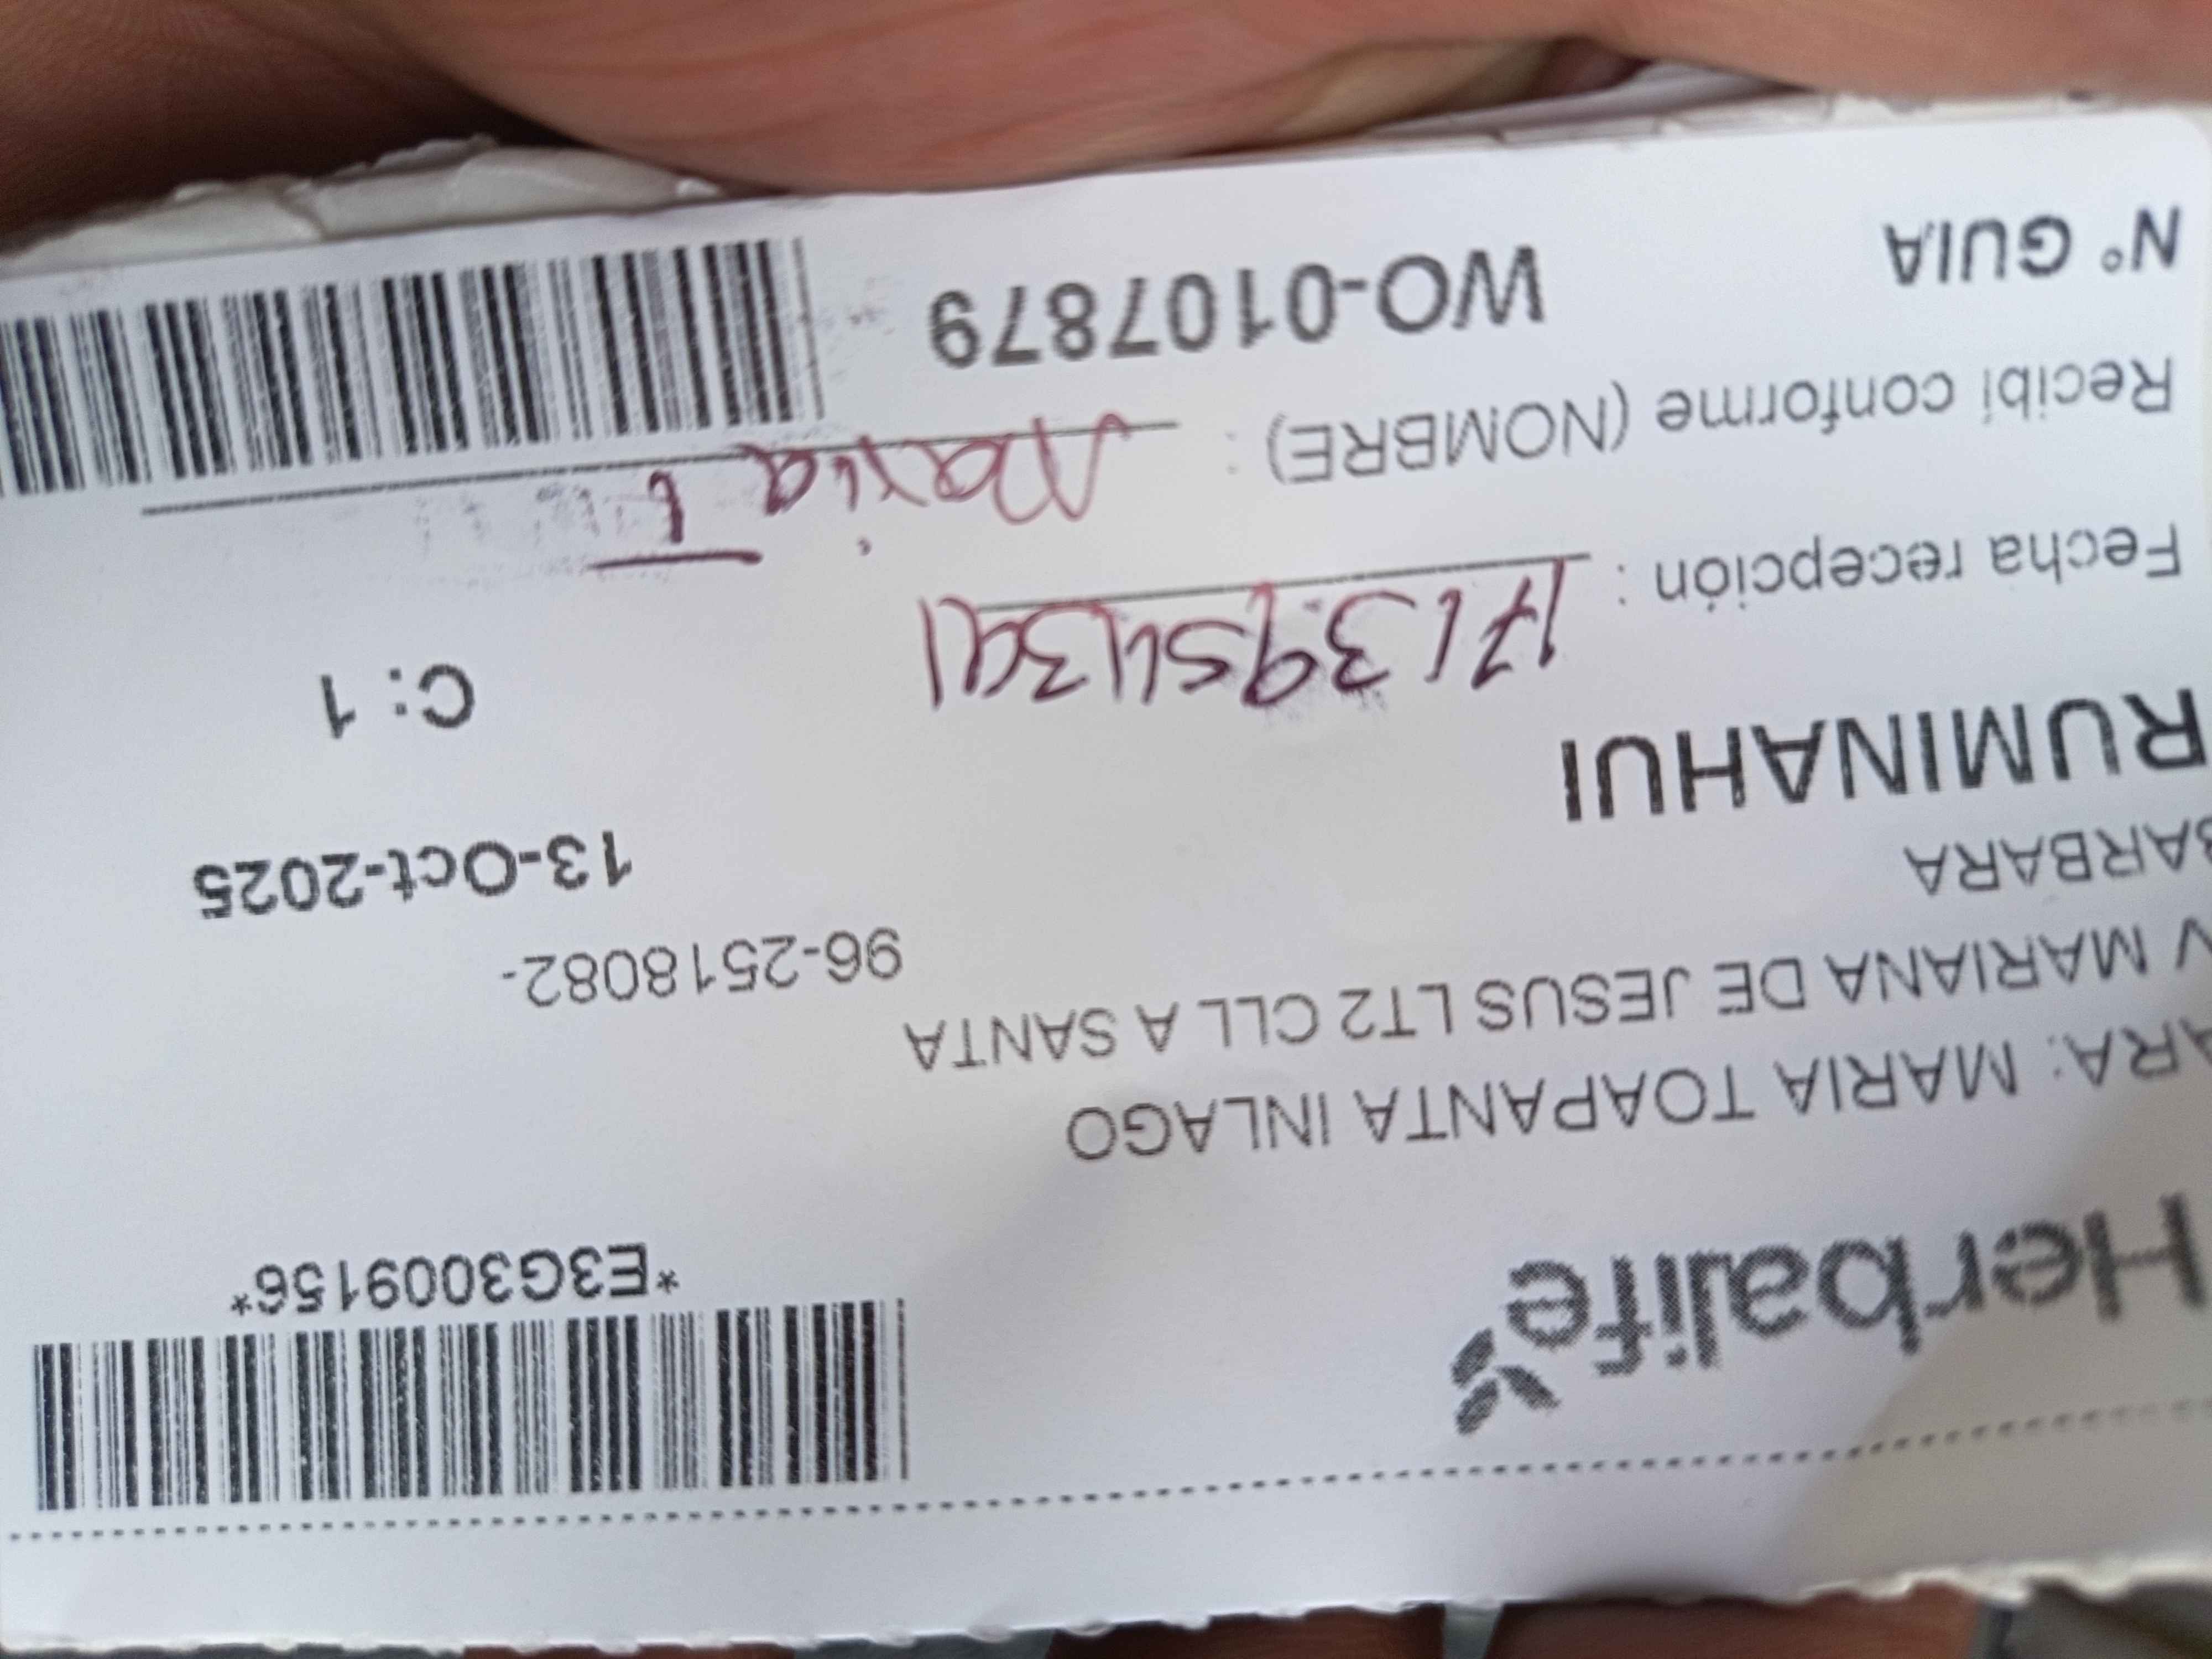 Herbalife
*E3G3009156*
ARA: MARIA TOAPANTA INLAGO
V MARIANA DE JESUS LT2 CLL A SANTA
BARBARA
96-2518082-
RUMINAHUI
13-Oct-2025
C: 1
Fecha recepción :
Recibí conforme (NOMBRE) : Maria T
N° GUIA WO-0107879